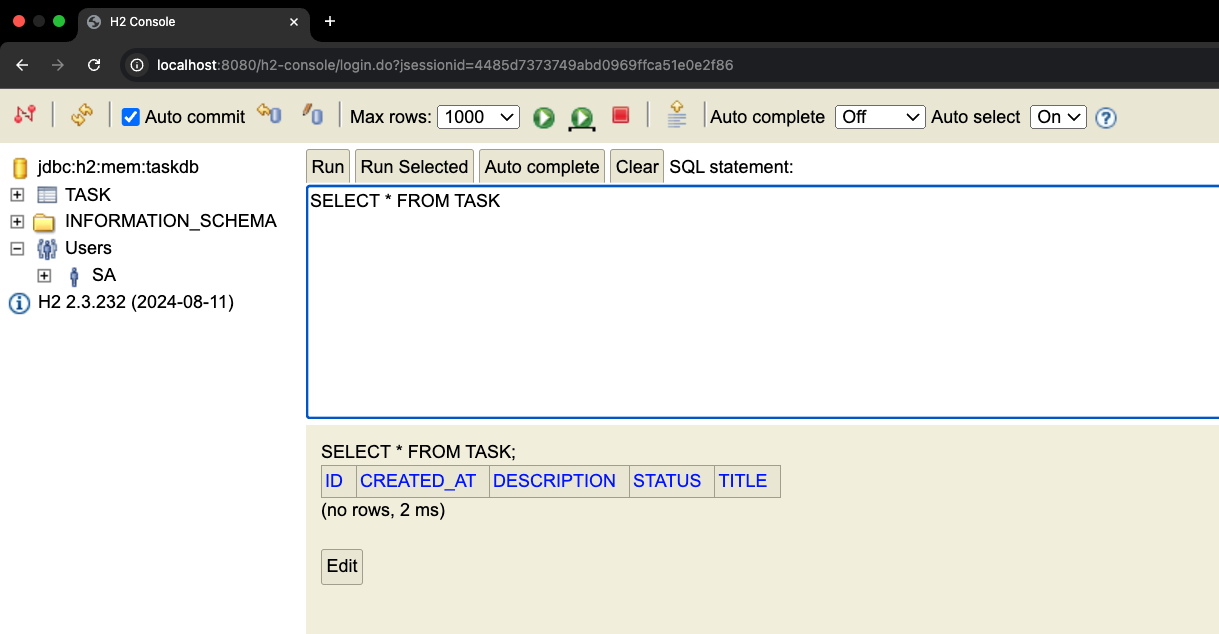 H2 Console
localhost:8080/h2-console/login.do?jsessionid=4485d7373749abd0969ffca51e0e2f86
Auto commit Max rows: 1000 Auto complete Off Auto select On
jdbc:h2:mem:taskdb
TASK
INFORMATION_SCHEMA
Users
SA
H2 2.3.232 (2024-08-11)
Run Run Selected Auto complete Clear SQL statement:
SELECT * FROM TASK
SELECT * FROM TASK;
ID CREATED_AT DESCRIPTION STATUS TITLE
(no rows, 2 ms)
Edit